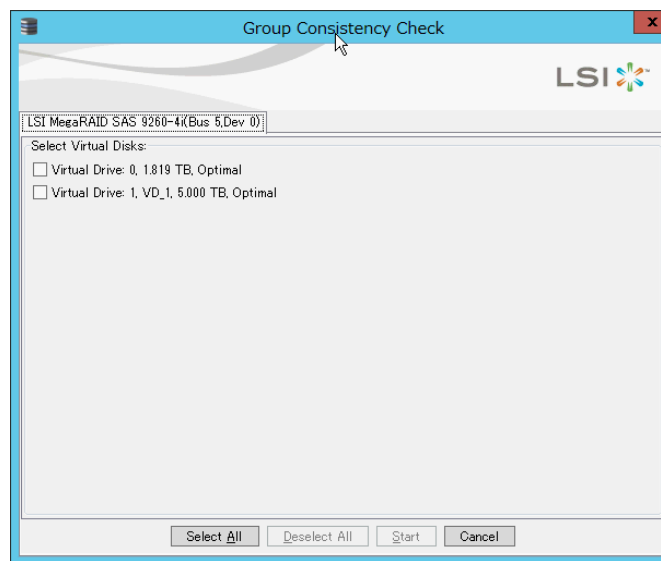 Group Consistency Check
x
LSI
LSI MegaRAID SAS 9260-4i(Bus 5,Dev 0)
Select Virtual Disks:
Virtual Drive: 0, 1.819 TB, Optimal
Virtual Drive: 1, VD_1, 5.000 TB, Optimal
Select All Deselect All Start Cancel